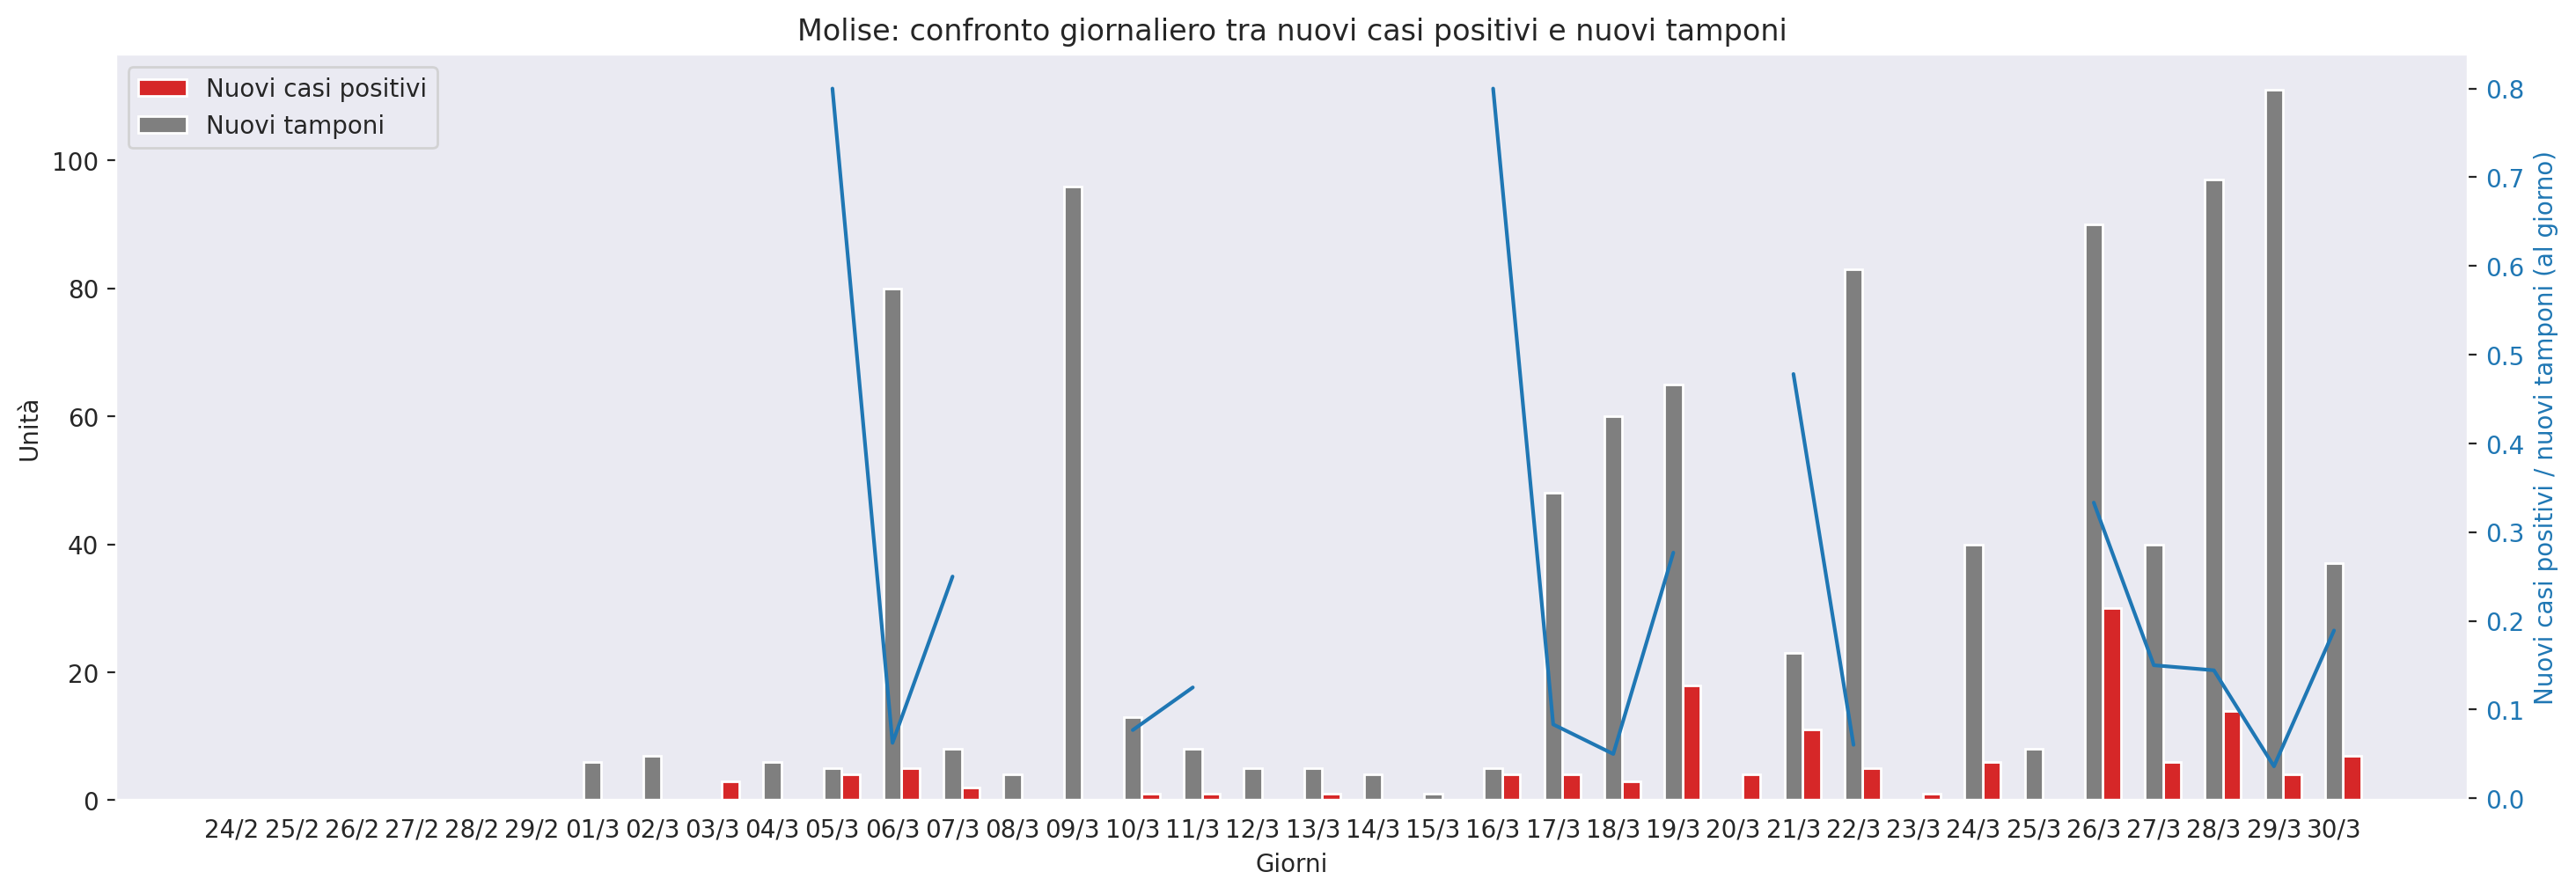 Molise: confronto giornaliero tra nuovi casi positivi e nuovi tamponi
Nuovi casi positivi
Nuovi tamponi
Unità
100
80
60
40
20
0
0.8
0.7
0.6
0.5
0.4
0.3
0.2
0.1
0.0
Nuovi casi positivi / nuovi tamponi (al giorno)
24/2 25/2 26/2 27/2 28/2 29/2 01/3 02/3 03/3 04/3 05/3 06/3 07/3 08/3 09/3 10/3 11/3 12/3 13/3 14/3 15/3 16/3 17/3 18/3 19/3 20/3 21/3 22/3 23/3 24/3 25/3 26/3 27/3 28/3 29/3 30/3
Giorni